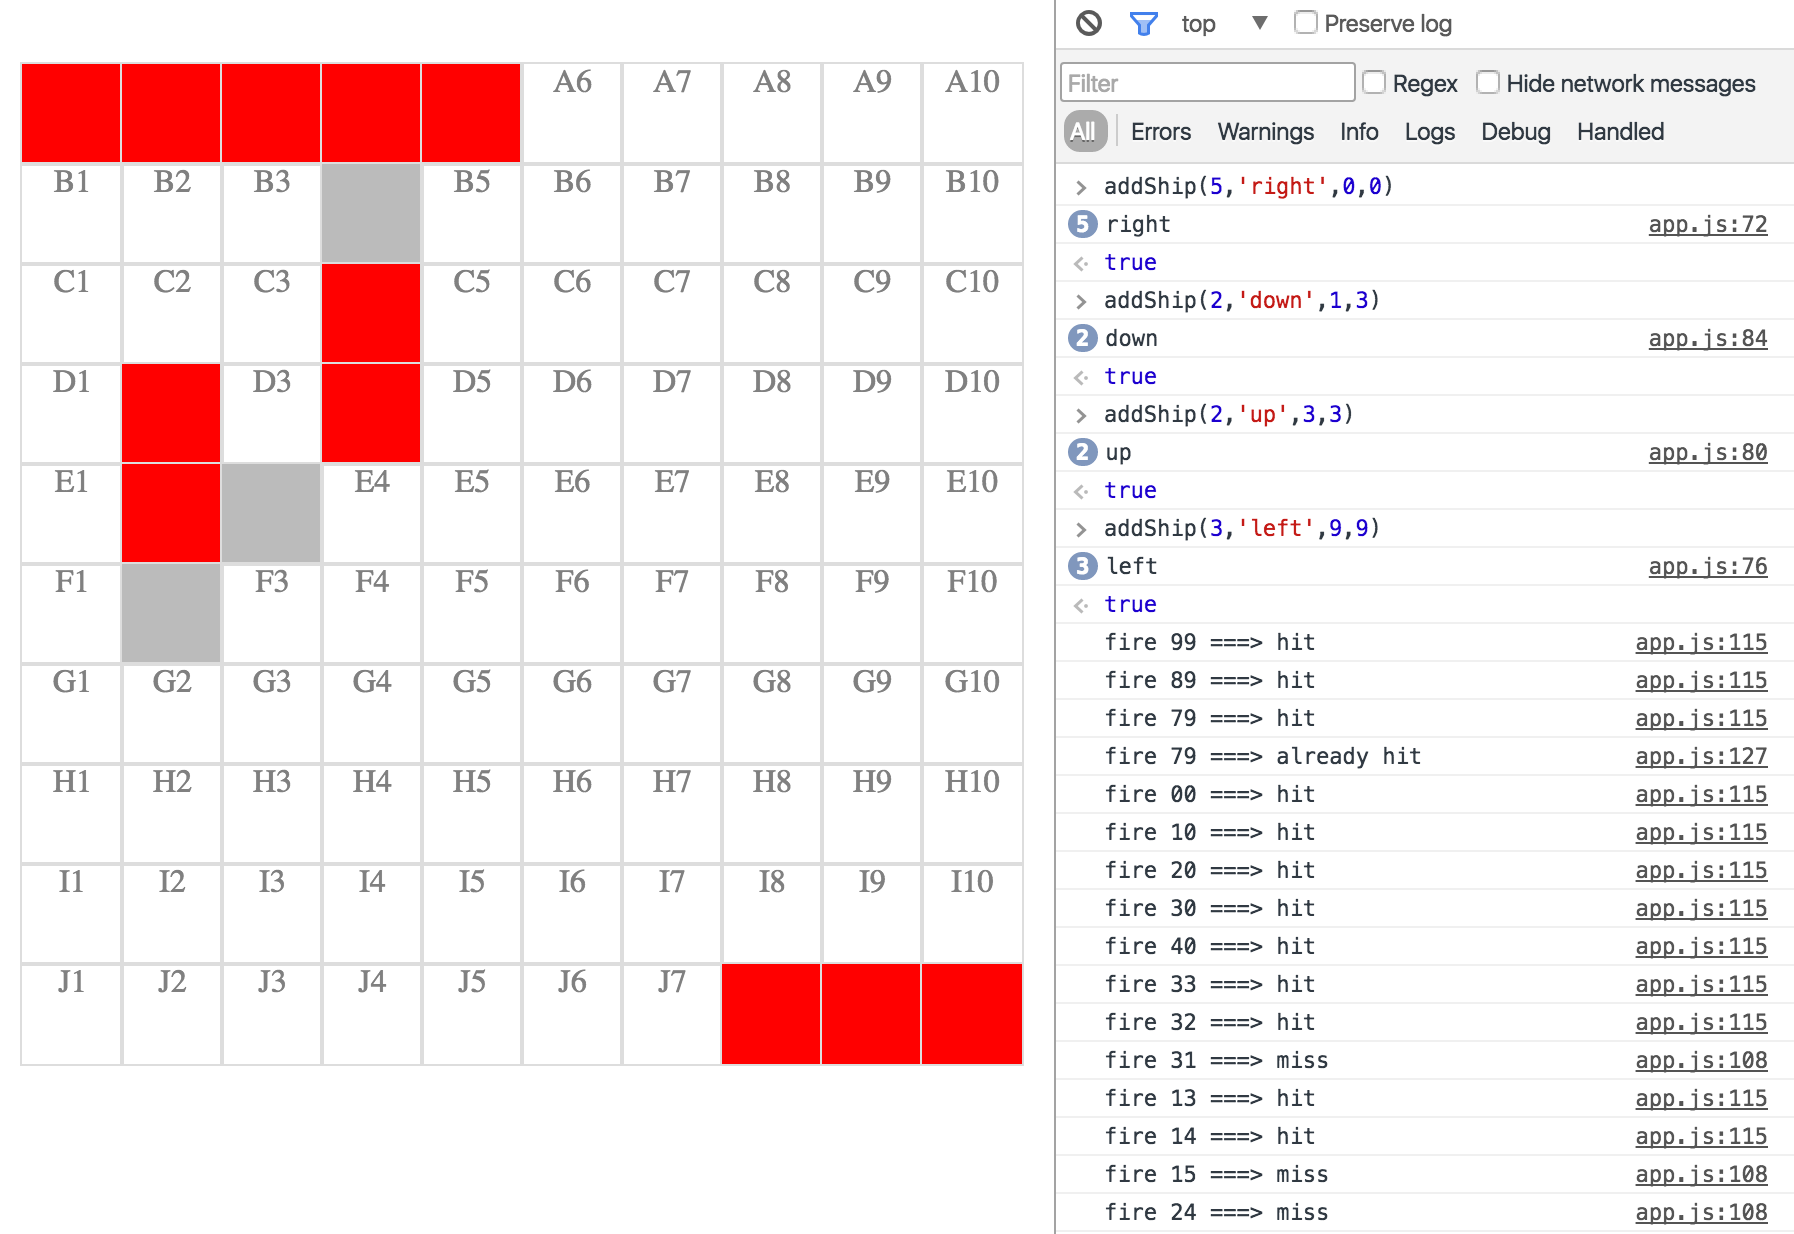 A6 A7 A8 A9 A10
B1 B2 B3 B5 B6 B7 B8 B9 B10
C1 C2 C3 C5 C6 C7 C8 C9 C10
D1 D3 D5 D6 D7 D8 D9 D10
E1 E4 E5 E6 E7 E8 E9 E10
F1 F3 F4 F5 F6 F7 F8 F9 F10
G1 G2 G3 G4 G5 G6 G7 G8 G9 G10
H1 H2 H3 H4 H5 H6 H7 H8 H9 H10
I1 I2 I3 I4 I5 I6 I7 I8 I9 I10
J1 J2 J3 J4 J5 J6 J7
top ▼ Preserve log
Filter Regex Hide network messages
All Errors Warnings Info Logs Debug Handled
> addShip(5,'right',0,0)
5 right app.js:72
true
> addShip(2,'down',1,3)
2 down app.js:84
true
> addShip(2,'up',3,3)
2 up app.js:80
true
> addShip(3,'left',9,9)
3 left app.js:76
true
fire 99 ===> hit app.js:115
fire 89 ===> hit app.js:115
fire 79 ===> hit app.js:115
fire 79 ===> already hit app.js:127
fire 00 ===> hit app.js:115
fire 10 ===> hit app.js:115
fire 20 ===> hit app.js:115
fire 30 ===> hit app.js:115
fire 40 ===> hit app.js:115
fire 33 ===> hit app.js:115
fire 32 ===> hit app.js:115
fire 31 ===> miss app.js:108
fire 13 ===> hit app.js:115
fire 14 ===> hit app.js:115
fire 15 ===> miss app.js:108
fire 24 ===> miss app.js:108